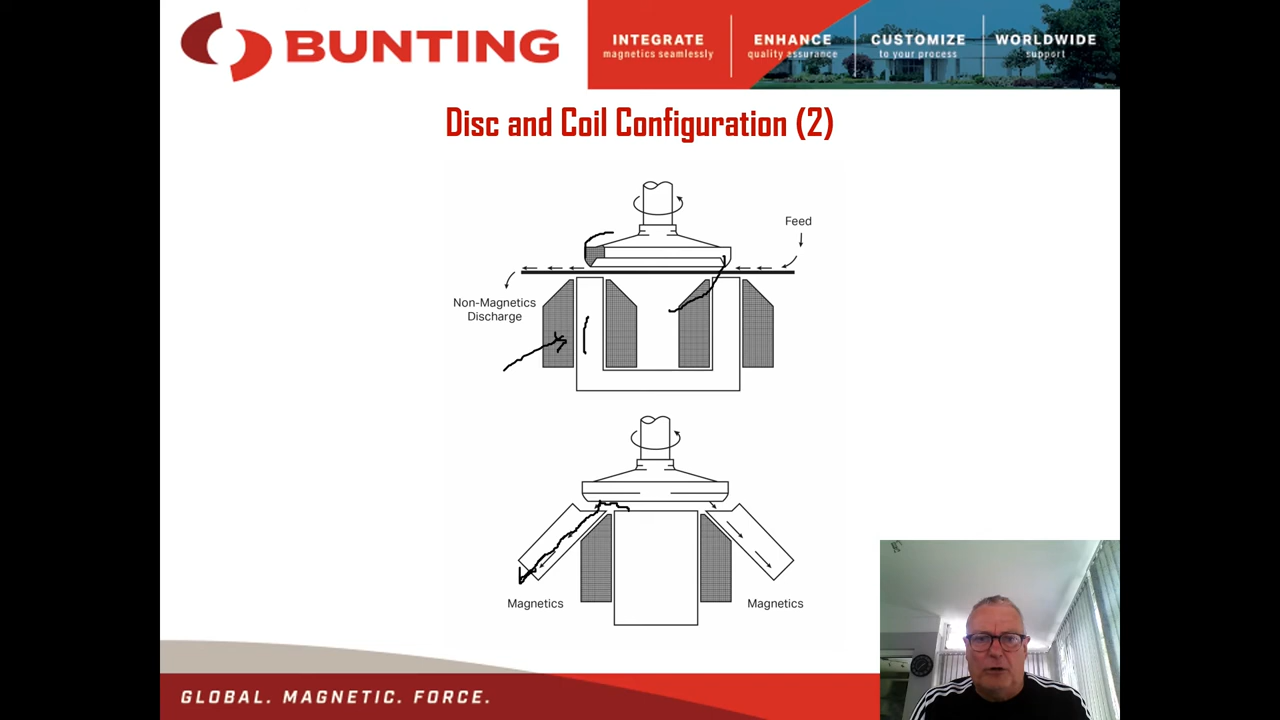 BUNTING
INTEGRATE
magnetics seamlessly
ENHANCE
quality assurance
CUSTOMIZE
to your process
WORLDWIDE
support
Disc and Coil Configuration (2)
Feed
Non-Magnetics
Discharge
Magnetics
Magnetics
GLOBAL. MAGNETIC. FORCE.